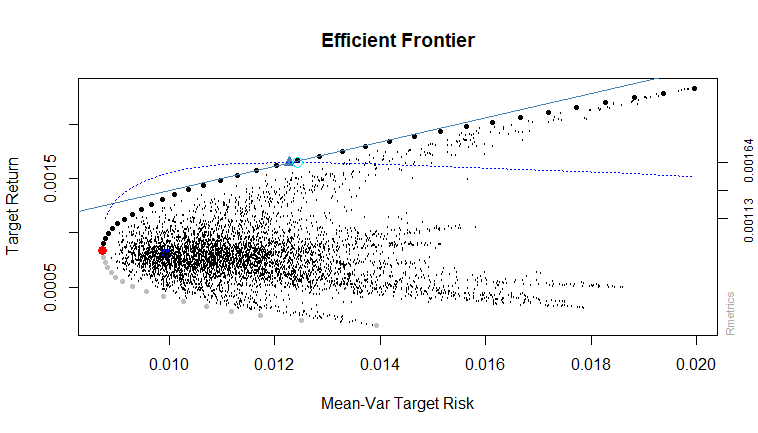 Efficient Frontier
Target Return
0.0005
0.0015
0.00113
0.00164
0.010
0.012
0.014
0.016
0.018
0.020
Mean-Var Target Risk
Rmetrics